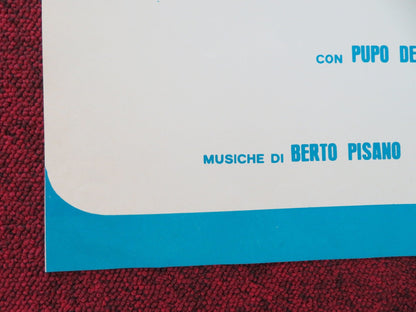 CON PUPO DE
MUSICHE DI BERTO PISANO